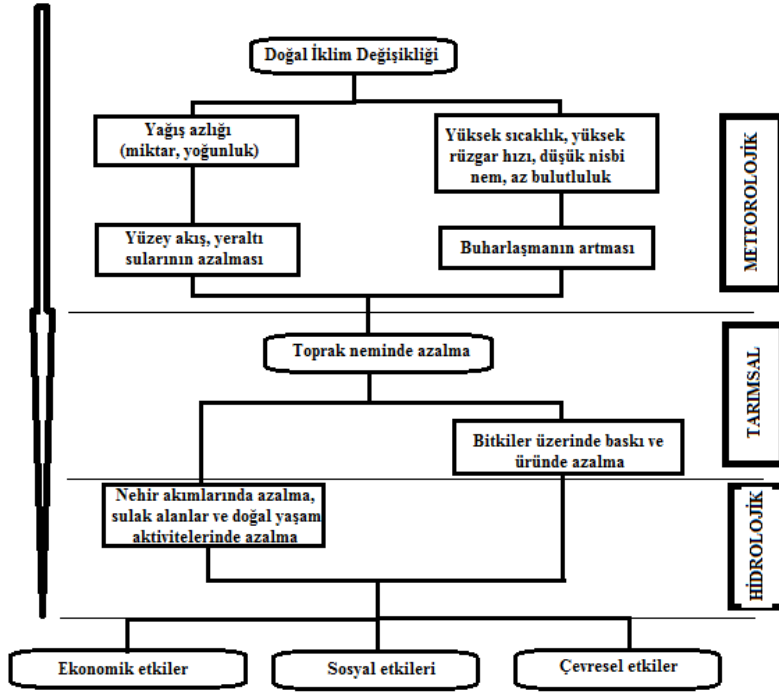 Doğal İklim Değişikliği
Yağış azlığı
(miktar, yoğunluk)
Yüksek sıcaklık, yüksek
rüzgar hızı, düşük nisbi
nem, az bulutluluk
METEOROLOJİK
Yüzey akış, yeraltı
sularının azalması
Buharlaşmanın artması
Toprak neminde azalma
TARIMSAL
Bitkiler üzerinde baskı ve
üründe azalma
Nehir akımlarında azalma,
sulak alanlar ve doğal yaşam
aktivitelerinde azalma
HİDROLOJİK
Ekonomik etkiler
Sosyal etkileri
Çevresel etkiler